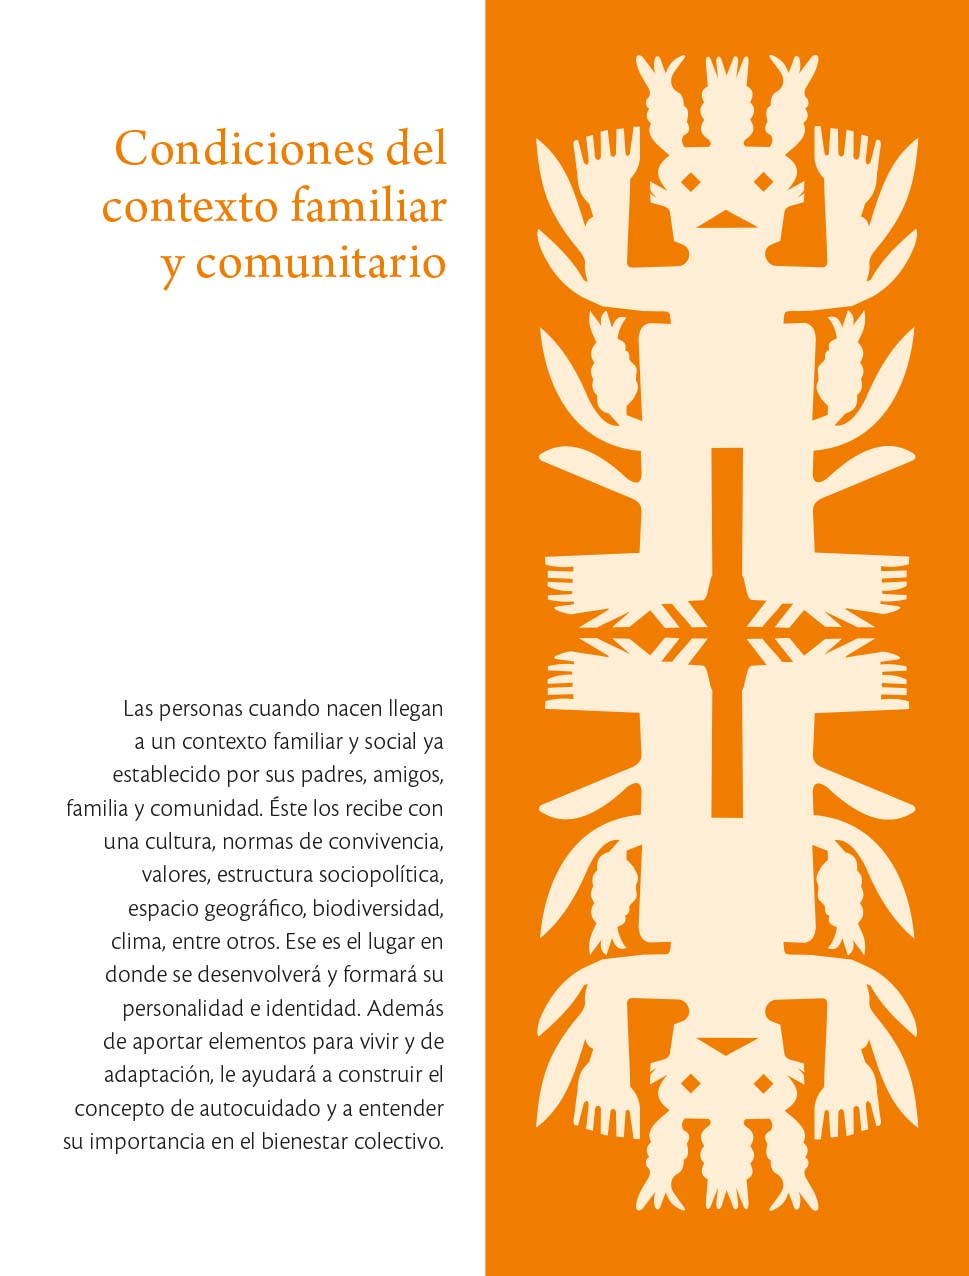 Condiciones del
contexto familiar
y comunitario
Las personas cuando nacen llegan
a un contexto familiar y social ya
establecido por sus padres, amigos,
familia y comunidad. Éste los recibe con
una cultura, normas de convivencia,
valores, estructura sociopolítica,
espacio geográfico, biodiversidad,
clima, entre otros. Ese es el lugar en
donde se desenvolverá y formará su
personalidad e identidad. Además
de aportar elementos para vivir y de
adaptación, le ayudará a construir el
concepto de autocuidado y a entender
su importancia en el bienestar colectivo.